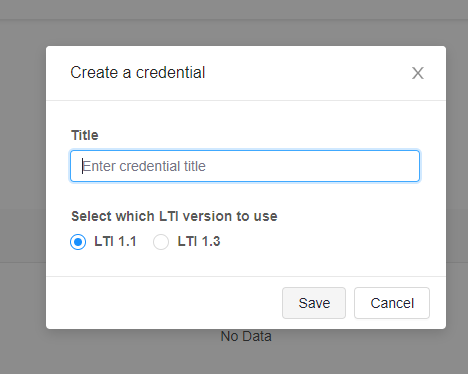 Create a credential
Title
Enter credential title
Select which LTI version to use
LTI 1.1 LTI 1.3
Save Cancel
No Data